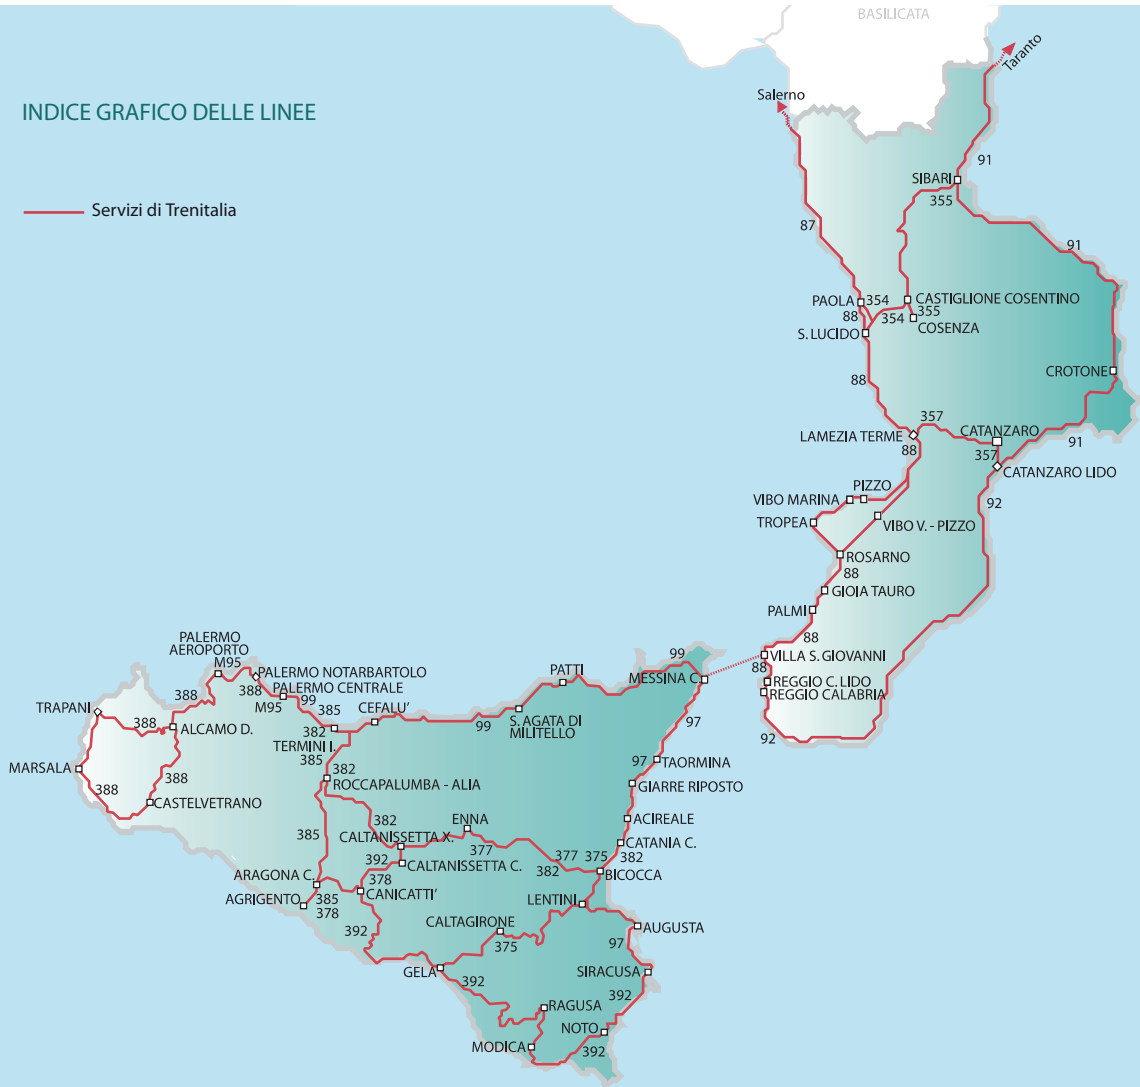 BASILICATA
Taranto
Salerno
INDICE GRAFICO DELLE LINEE
91
SIBARI
355
Servizi di Trenitalia
87
91
PAOLA
354
CASTIGLIONE COSENTINO
88
354
355
COSENZA
S. LUCIDO
CROTONE
88
357
LAMEZIA TERME
CATANZARO
91
88
357
CATANZARO LIDO
PIZZO
VIBO MARINA
92
TROPEA
VIBO V. - PIZZO
ROSARNO
88
GIOIA TAURO
PALMI
PALERMO
AEROPORTO
88
99
VILLA S. GIOVANNI
M95
PALERMO NOTARBARTOLO
PATTI
MESSINA C.
88
388
PALERMO CENTRALE
REGGIO C. LIDO
REGGIO CALABRIA
TRAPANI
388
M95
99
385
CEFALU'
388
ALCAMO D.
382
99
S. AGATA DI
MILITELLO
97
92
TERMINI I.
385
MARSALA
388
382
97
TAORMINA
388
ROCCAPALUMBA - ALIA
GIARRE RIPOSTO
CASTELVETRANO
382
ENNA
ACIREALE
385
CALTANISSETTA X.
377
CATANIA C.
392
CALTANISSETTA C.
377
375
382
382
BICOCCA
ARAGONA C.
378
AGRIGENTO
385
CANICATTI'
LENTINI
378
392
CALTAGIRONE
AUGUSTA
375
97
GELA
392
SIRACUSA
392
RAGUSA
NOTO
MODICA
392